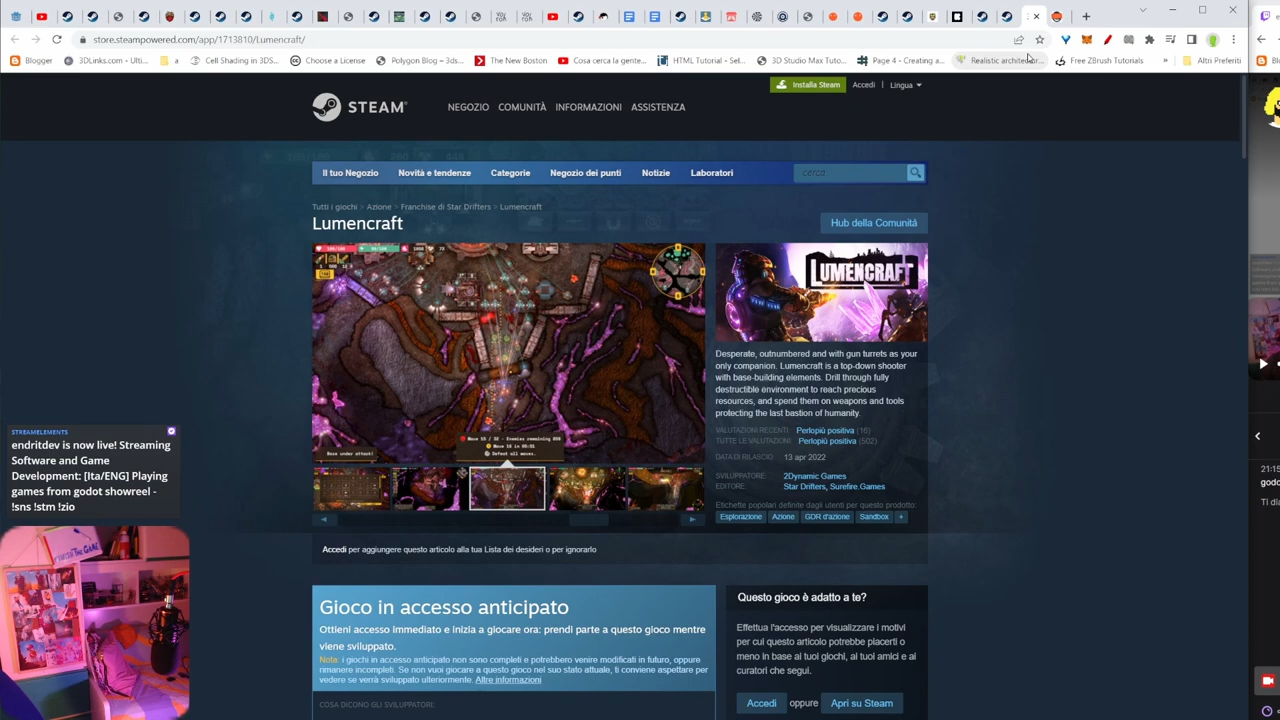 store.steampowered.com/app/1713810/Lumencraft/
Blogger
3DLinks.com - Ulti...
a
Cell Shading in 3DS...
Choose a License
Polygon Blog – 3ds...
The New Boston
Cosa cerca la gente...
HTML Tutorial - Sel...
3D Studio Max Tuto...
Page 4 - Creating a...
Realistic architectur...
Free ZBrush Tutorials
»
Altri Preferiti
Installa Steam
Accedi | Lingua
STEAM
NEGOZIO COMUNITÀ INFORMAZIONI ASSISTENZA
Il tuo Negozio Novità e tendenze Categorie Negozio dei punti Notizie Laboratori
cerca
Tutti i giochi > Azione > Franchise di Star Drifters > Lumencraft
Lumencraft
Hub della Comunità
LUMENCRAFT
Base under attack!
Defeat all waves.
Desperate, outnumbered and with gun turrets as your
only companion. Lumencraft is a top-down shooter
with base-building elements. Drill through fully
destructible environment to reach precious
resources, and spend them on weapons and tools
protecting the last bastion of humanity.
VALUTAZIONI RECENTI: Perlopiù positiva (16)
TUTTE LE VALUTAZIONI: Perlopiù positiva (502)
DATA DI RILASCIO: 13 apr 2022
SVILUPPATORE: 2Dynamic Games
EDITORE: Star Drifters, Surefire.Games
Etichette popolari definite dagli utenti per questo prodotto:
Esplorazione Azione GDR d'azione Sandbox +
STREAMELEMENTS
endritdev is now live! Streaming
Software and Game
Development: [Ita/ENG] Playing
games from godot showreel -
!sns !stm !zio
Accedi per aggiungere questo articolo alla tua Lista dei desideri o per ignorarlo
Gioco in accesso anticipato
Ottieni accesso immediato e inizia a giocare ora: prendi parte a questo gioco mentre
viene sviluppato.
Nota: i giochi in accesso anticipato non sono completi e potrebbero venire modificati in futuro, oppure
rimanere incompleti. Se non vuoi giocare a questo gioco nel suo stato attuale, ti conviene aspettare per
vedere se verrà sviluppato ulteriormente. Altre informazioni
COSA DICONO GLI SVILUPPATORI:
Questo gioco è adatto a te?
Effettua l'accesso per visualizzare i motivi
per cui questo articolo potrebbe piacerti o
meno in base ai tuoi giochi, ai tuoi amici e ai
curatori che segui.
Accedi oppure Apri su Steam
21:15
Ti dia